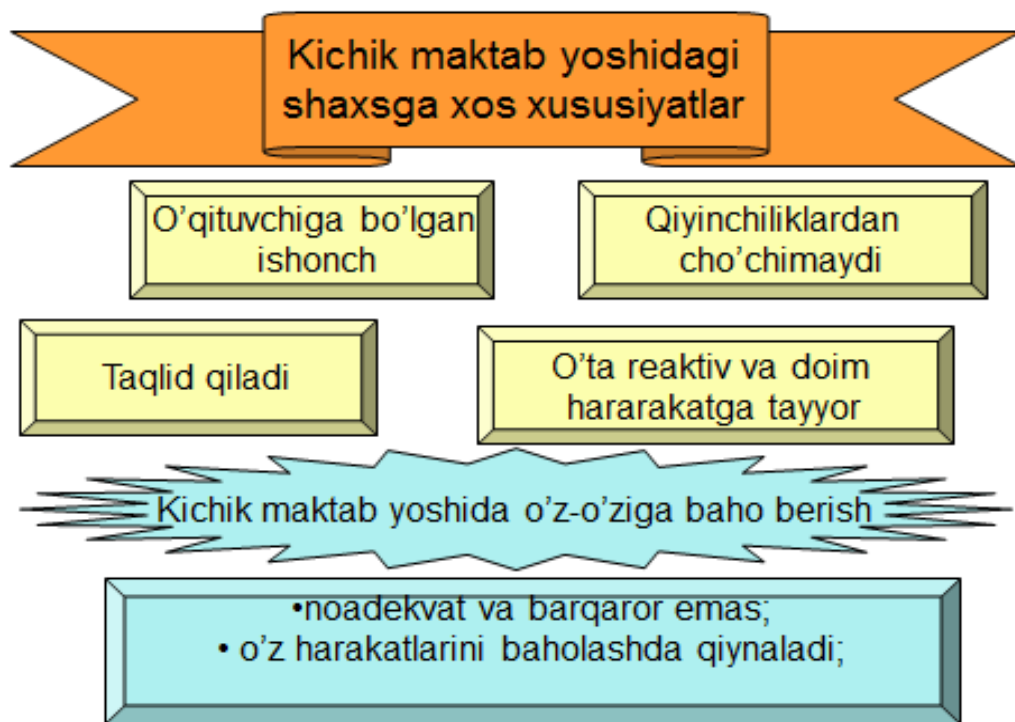 Kichik maktab yoshidagi
shaxsga xos xususiyatlar
O’qituvchiga bo’lgan
ishonch
Qiyinchiliklardan
cho’chimaydi
Taqlid qiladi
O’ta reaktiv va doim
hararakatga tayyor
Kichik maktab yoshida o’z-o’ziga baho berish
•noadekvat va barqaror emas;
• o’z harakatlarini baholashda qiynaladi;